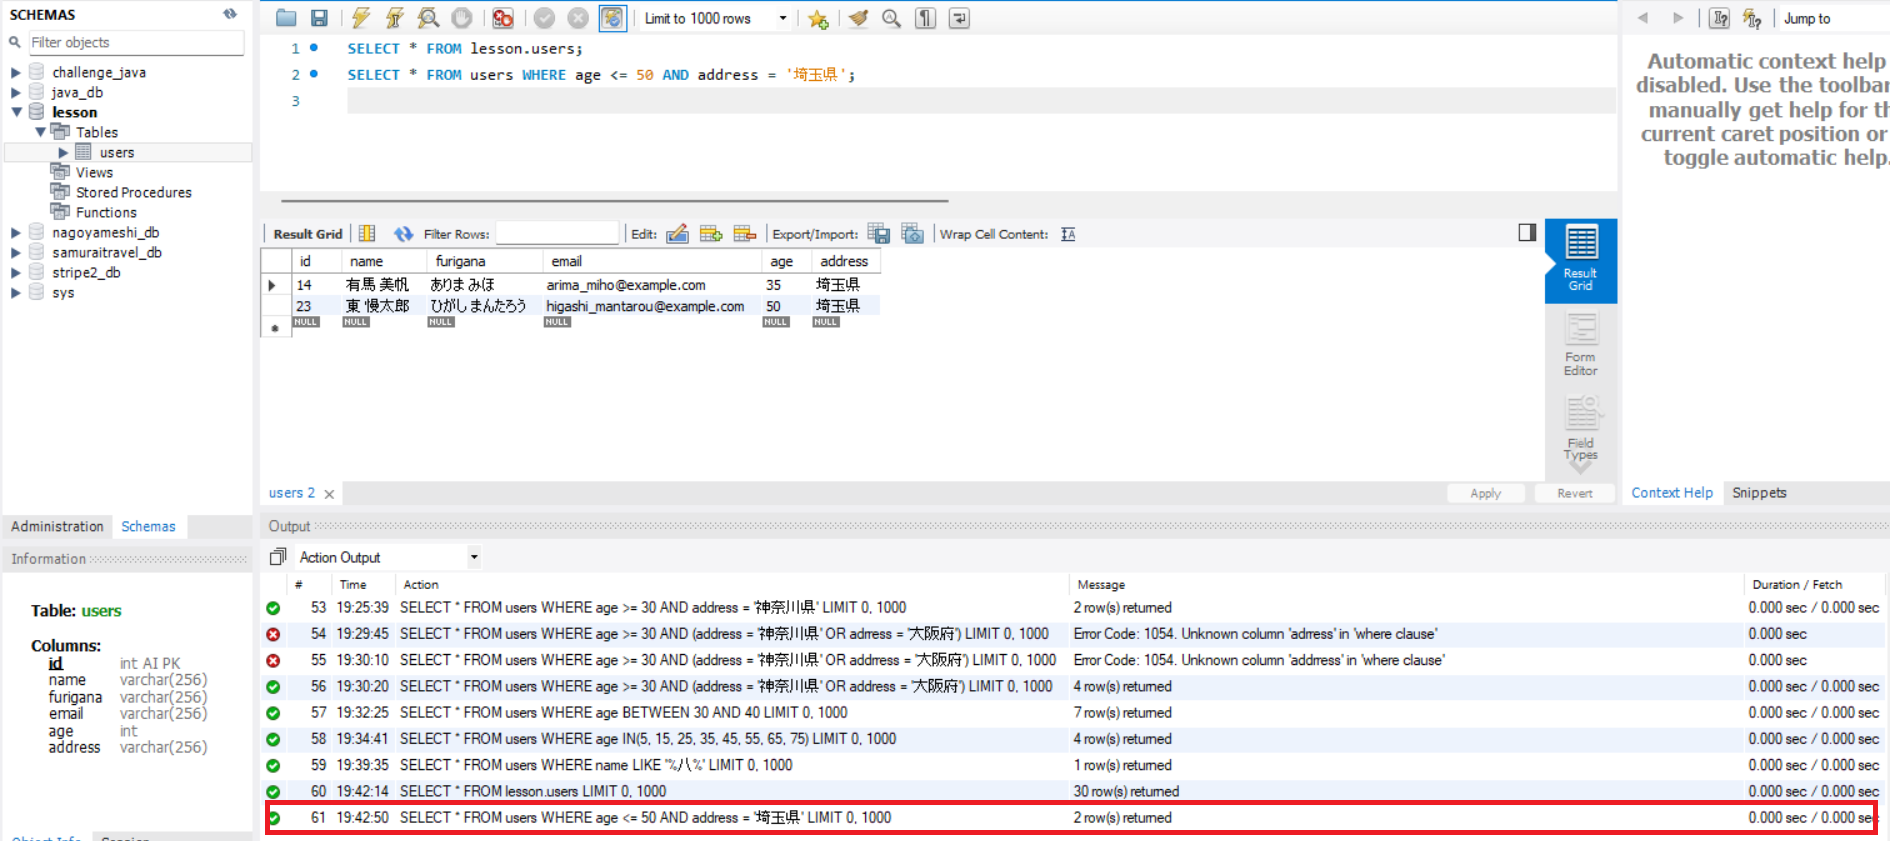 SCHEMAS
Filter objects
challenge_java
java_db
lesson
Tables
users
Views
Stored Procedures
Functions
nagoyameshi_db
samuraitravel_db
stripe2_db
sys
Administration Schemas
Information
Table: users
Columns:
id int AI PK
name varchar(256)
furigana varchar(256)
email varchar(256)
age int
address varchar(256)
Object Info Session
Limit to 1000 rows
1 SELECT * FROM lesson.users;
2 SELECT * FROM users WHERE age <= 50 AND address = '埼玉県';
3
Result Grid Filter Rows: Edit: Export/Import: Wrap Cell Content:
id name furigana email age address
14 有馬 美帆 ありま みほ arima_miho@example.com 35 埼玉県
23 東 慢太郎 ひがし まんたろう higashi_mantarou@example.com 50 埼玉県
NULL NULL NULL NULL NULL NULL
Result
Grid
Form
Editor
Field
Types
users 2
Apply Revert
Jump to
Automatic context help
disabled. Use the toolbar
manually get help for th
current caret position or
toggle automatic help.
Context Help Snippets
Output
Action Output
# Time Action Message Duration / Fetch
53 19:25:39 SELECT * FROM users WHERE age >= 30 AND address = '神奈川県' LIMIT 0, 1000 2 row(s) returned 0.000 sec / 0.000 sec
54 19:29:45 SELECT * FROM users WHERE age >= 30 AND (address = '神奈川県' OR adrress = '大阪府') LIMIT 0, 1000 Error Code: 1054. Unknown column 'adrress' in 'where clause' 0.000 sec
55 19:30:10 SELECT * FROM users WHERE age >= 30 AND (address = '神奈川県' OR addrress = '大阪府') LIMIT 0, 1000 Error Code: 1054. Unknown column 'addrress' in 'where clause' 0.000 sec
56 19:30:20 SELECT * FROM users WHERE age >= 30 AND (address = '神奈川県' OR address = '大阪府') LIMIT 0, 1000 4 row(s) returned 0.000 sec / 0.000 sec
57 19:32:25 SELECT * FROM users WHERE age BETWEEN 30 AND 40 LIMIT 0, 1000 7 row(s) returned 0.000 sec / 0.000 sec
58 19:34:41 SELECT * FROM users WHERE age IN(5, 15, 25, 35, 45, 55, 65, 75) LIMIT 0, 1000 4 row(s) returned 0.000 sec / 0.000 sec
59 19:39:35 SELECT * FROM users WHERE name LIKE '%八%' LIMIT 0, 1000 1 row(s) returned 0.000 sec / 0.000 sec
60 19:42:14 SELECT * FROM lesson.users LIMIT 0, 1000 30 row(s) returned 0.000 sec / 0.000 sec
61 19:42:50 SELECT * FROM users WHERE age <= 50 AND address = '埼玉県' LIMIT 0, 1000 2 row(s) returned 0.000 sec / 0.000 sec